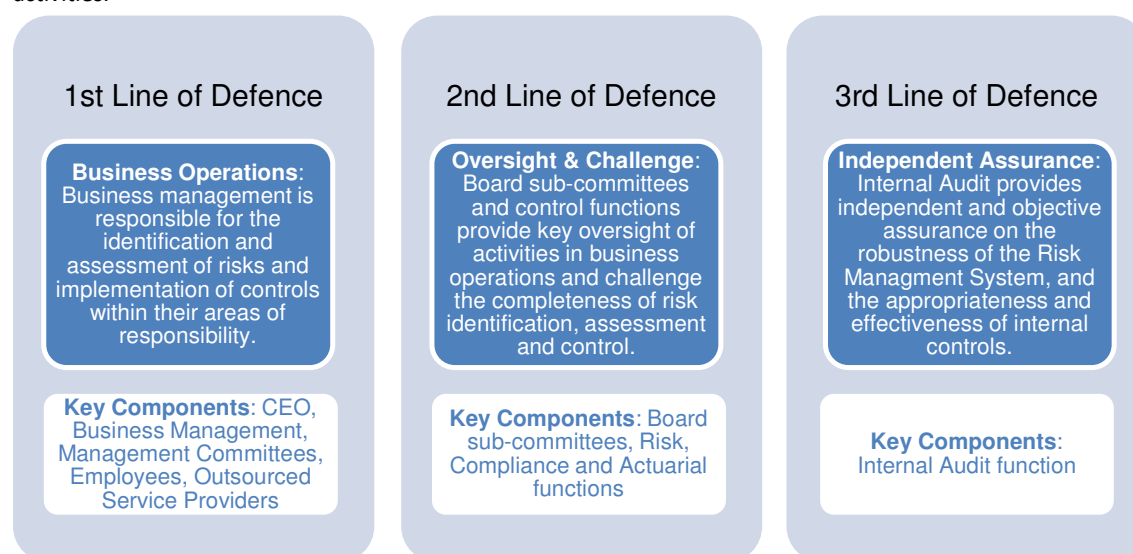 1st Line of Defence
Business Operations:
Business management is
responsible for the
identification and
assessment of risks and
implementation of controls
within their areas of
responsibility.
Key Components: CEO,
Business Management,
Management Committees,
Employees, Outsourced
Service Providers
2nd Line of Defence
Oversight & Challenge:
Board sub-committees
and control functions
provide key oversight of
activities in business
operations and challenge
the completeness of risk
identification, assessment
and control.
Key Components: Board
sub-committees, Risk,
Compliance and Actuarial
functions
3rd Line of Defence
Independent Assurance:
Internal Audit provides
independent and objective
assurance on the
robustness of the Risk
Managment System, and
the appropriateness and
effectiveness of internal
controls.
Key Components:
Internal Audit function